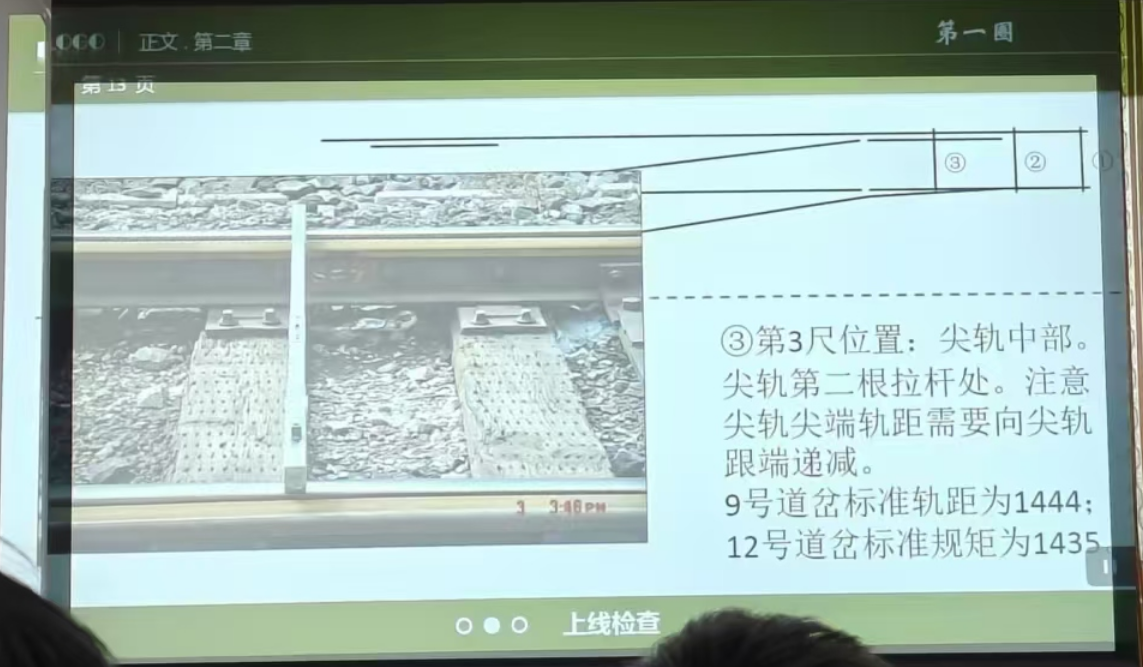 LOGO
正文.第二章
第一圈
第13页
③
②
①
③第3尺位置：尖轨中部。
尖轨第二根拉杆处。注意
尖轨尖端轨距需要向尖轨
跟端递减。
9号道岔标准轨距为1444；
12号道岔标准规矩为1435
3 3:46PM
上线检查